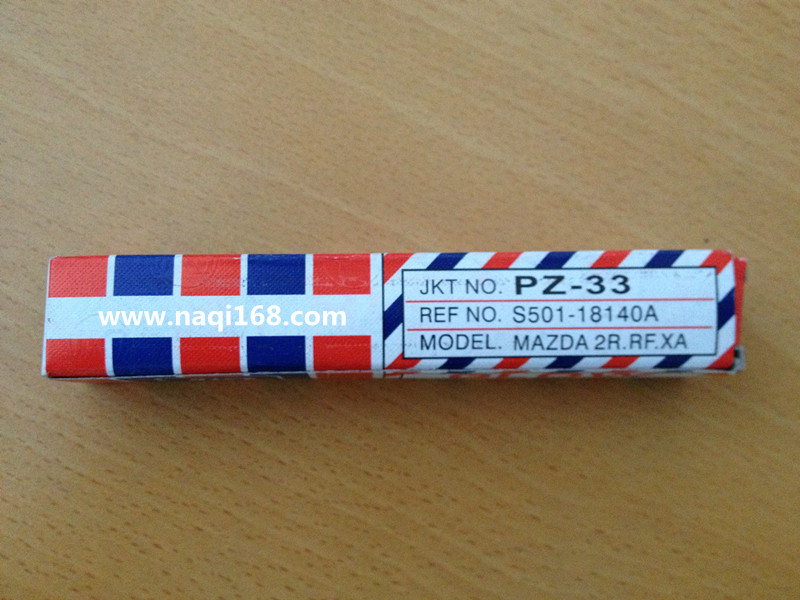 www.naqi168.com
JKT NO. PZ-33
REF NO. S501-18140A
MODEL. MAZDA 2R.RF.XA